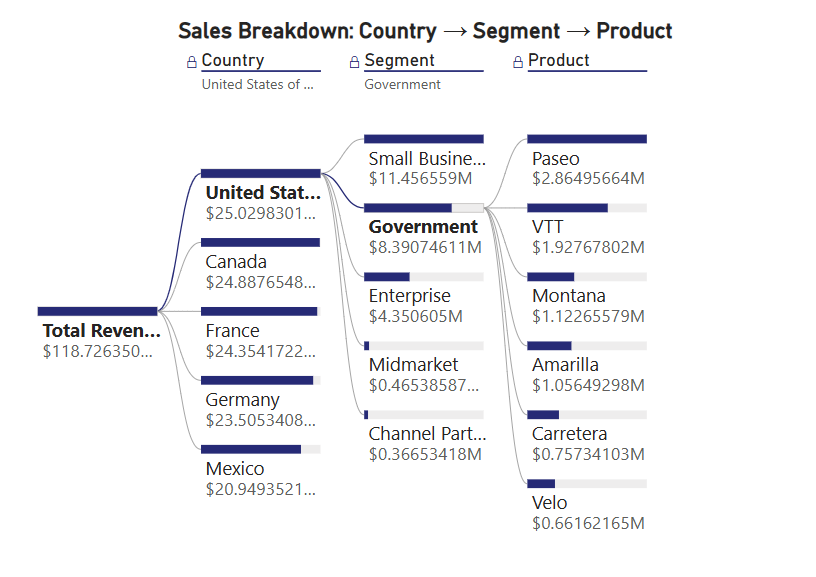 Sales Breakdown: Country → Segment → Product
Country
United States of ...
Segment
Government
Product
Total Reven...
$118.726350...
United Stat...
$25.0298301...
Canada
$24.8876548...
France
$24.3541722...
Germany
$23.5053408...
Mexico
$20.9493521...
Small Busine...
$11.456559M
Government
$8.39074611M
Enterprise
$4.350605M
Midmarket
$0.46538587...
Channel Part...
$0.36653418M
Paseo
$2.86495664M
VTT
$1.92767802M
Montana
$1.12265579M
Amarilla
$1.05649298M
Carretera
$0.75734103M
Velo
$0.66162165M